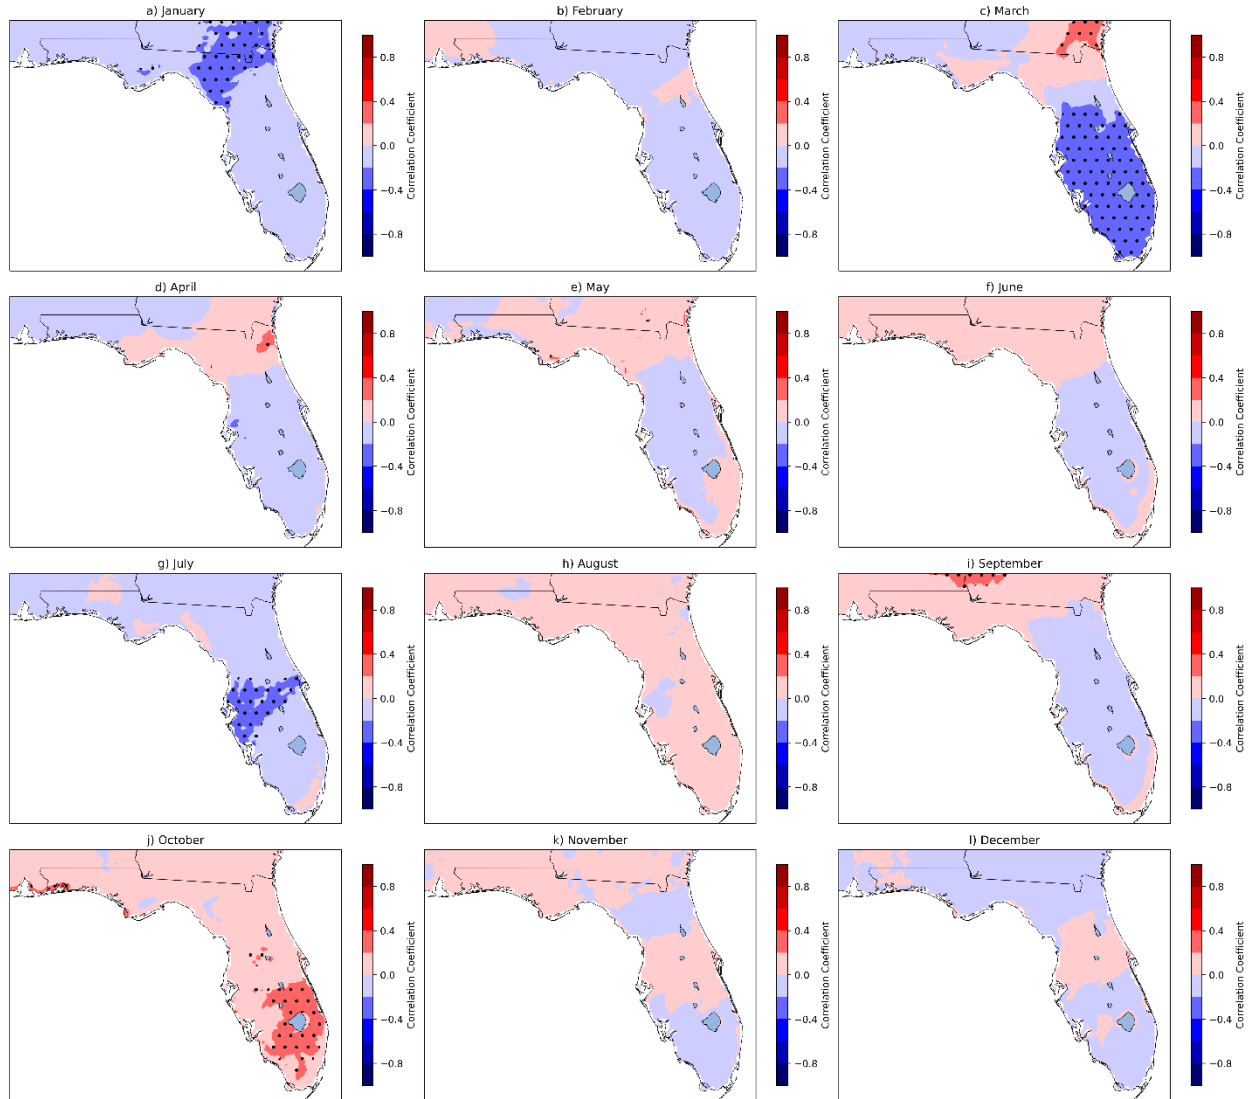 a) January
0.8
0.4
0.0
−0.4
−0.8
Correlation Coefficient
b) February
0.8
0.4
0.0
−0.4
−0.8
Correlation Coefficient
c) March
0.8
0.4
0.0
−0.4
−0.8
Correlation Coefficient
d) April
0.8
0.4
0.0
−0.4
−0.8
Correlation Coefficient
e) May
0.8
0.4
0.0
−0.4
−0.8
Correlation Coefficient
f) June
0.8
0.4
0.0
−0.4
−0.8
Correlation Coefficient
g) July
0.8
0.4
0.0
−0.4
−0.8
Correlation Coefficient
h) August
0.8
0.4
0.0
−0.4
−0.8
Correlation Coefficient
i) September
0.8
0.4
0.0
−0.4
−0.8
Correlation Coefficient
j) October
0.8
0.4
0.0
−0.4
−0.8
Correlation Coefficient
k) November
0.8
0.4
0.0
−0.4
−0.8
Correlation Coefficient
l) December
0.8
0.4
0.0
−0.4
−0.8
Correlation Coefficient